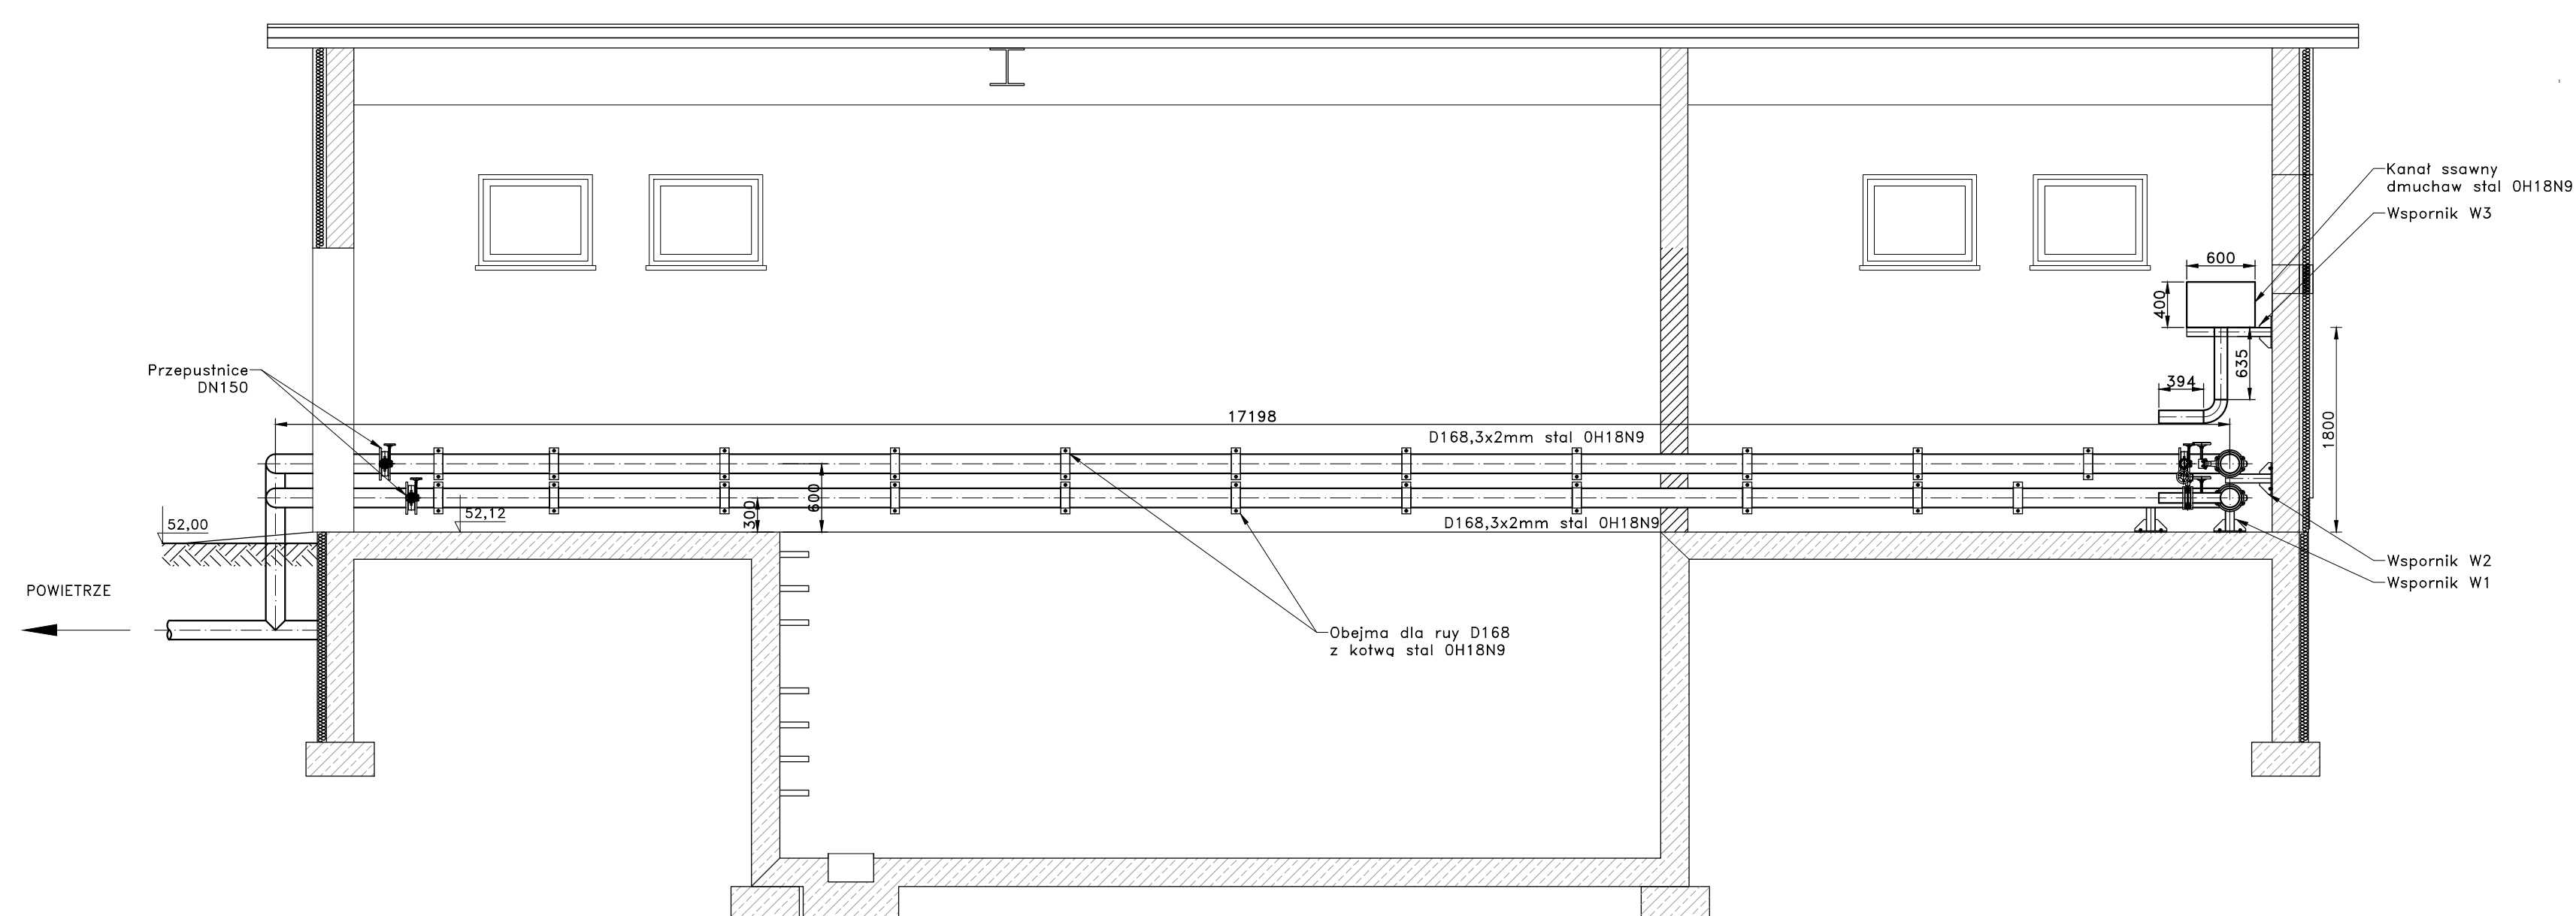 Kanał ssawny
dmuchaw stal 0H18N9
Wspornik W3
600
400
635
394
1800
Przepustnice
DN150
17198
D168,3x2mm stal 0H18N9
600
300
52,12
52,00
D168,3x2mm stal 0H18N9
Wspornik W2
Wspornik W1
POWIETRZE
Obejma dla ruy D168
z kotwą stal 0H18N9